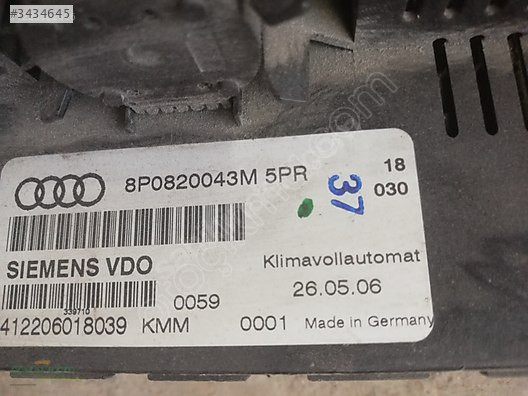 #3434645
8P0820043M 5PR
18
37
030
SIEMENS VDO
Klimavollautomat
339710
0059
26.05.06
412206018039 KMM
0001 Made in Germany